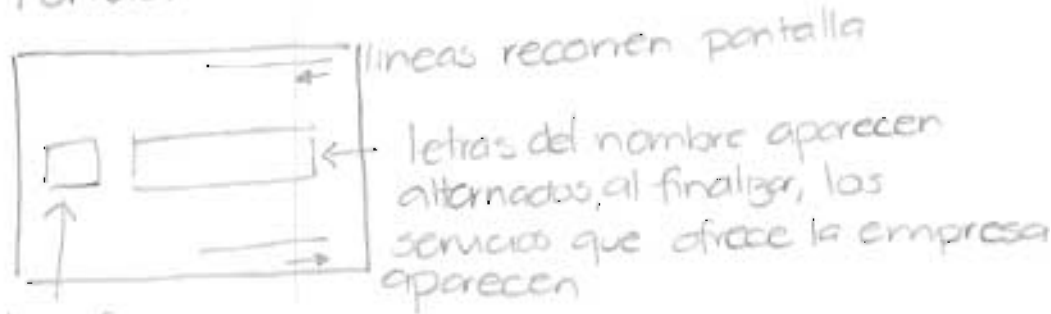 lineas recorren pantalla
letras del nombre aparecen
alternados, al finalizar, los
servicios que ofrece la empresa
aparecen